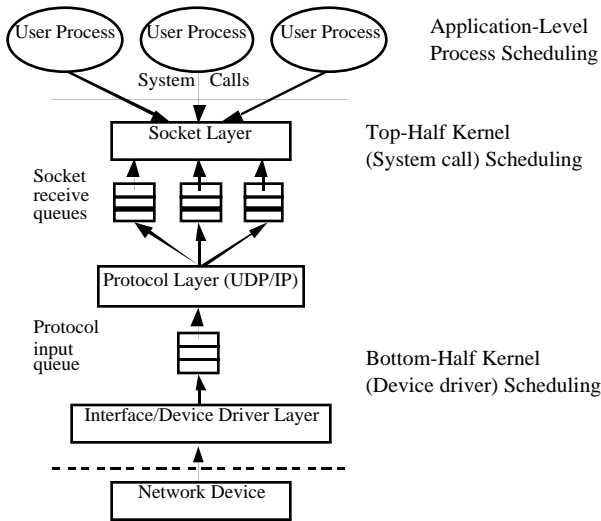 User Process
User Process
User Process
Application-Level
Process Scheduling
System Calls
Socket Layer
Top-Half Kernel
(System call) Scheduling
Socket
receive
queues
Protocol Layer (UDP/IP)
Protocol
input
queue
Bottom-Half Kernel
(Device driver) Scheduling
Interface/Device Driver Layer
Network Device